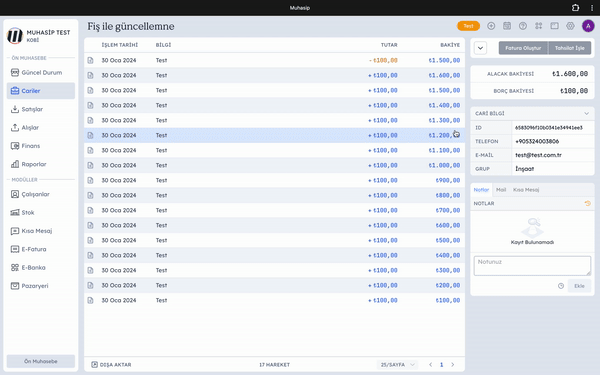 Muhasip
MUHASIP TEST
KOBİ
Fiş ile güncellemne
Test
A
ÖN MUHASEBE
Güncel Durum
Cariler
Satışlar
Alışlar
Finans
Raporlar
MODÜLLER
Çalışanlar
Stok
Kısa Mesaj
E-Fatura
E-Banka
Pazaryeri
Ön Muhasebe
İŞLEM TARİHİ BİLGİ TUTAR BAKİYE
30 Oca 2024 Test - ₺100,00 ₺1.500,00
30 Oca 2024 Test + ₺100,00 ₺1.600,00
30 Oca 2024 Test + ₺100,00 ₺1.500,00
30 Oca 2024 Test + ₺100,00 ₺1.400,00
30 Oca 2024 Test + ₺100,00 ₺1.300,00
30 Oca 2024 Test + ₺100,00 ₺1.200,00
30 Oca 2024 Test + ₺100,00 ₺1.100,00
30 Oca 2024 Test + ₺100,00 ₺1.000,00
30 Oca 2024 Test + ₺100,00 ₺900,00
30 Oca 2024 Test + ₺100,00 ₺800,00
30 Oca 2024 Test + ₺100,00 ₺700,00
30 Oca 2024 Test + ₺100,00 ₺600,00
30 Oca 2024 Test + ₺100,00 ₺500,00
30 Oca 2024 Test + ₺100,00 ₺400,00
30 Oca 2024 Test + ₺100,00 ₺300,00
30 Oca 2024 Test + ₺100,00 ₺200,00
30 Oca 2024 Test + ₺100,00 ₺100,00
DIŞA AKTAR 17 HAREKET 25/SAYFA 1
Fatura Oluştur Tahsilat İşle
ALACAK BAKİYESİ ₺1.600,00
BORÇ BAKİYESİ ₺100,00
CARİ BİLGİ
ID 6583096f10b0341e34941ee3
TELEFON +905324003806
E-MAİL test@test.com.tr
GRUP İnşaat
Notlar Mail Kısa Mesaj
NOTLAR
Kayıt Bulunamadı
Notunuz
Ekle